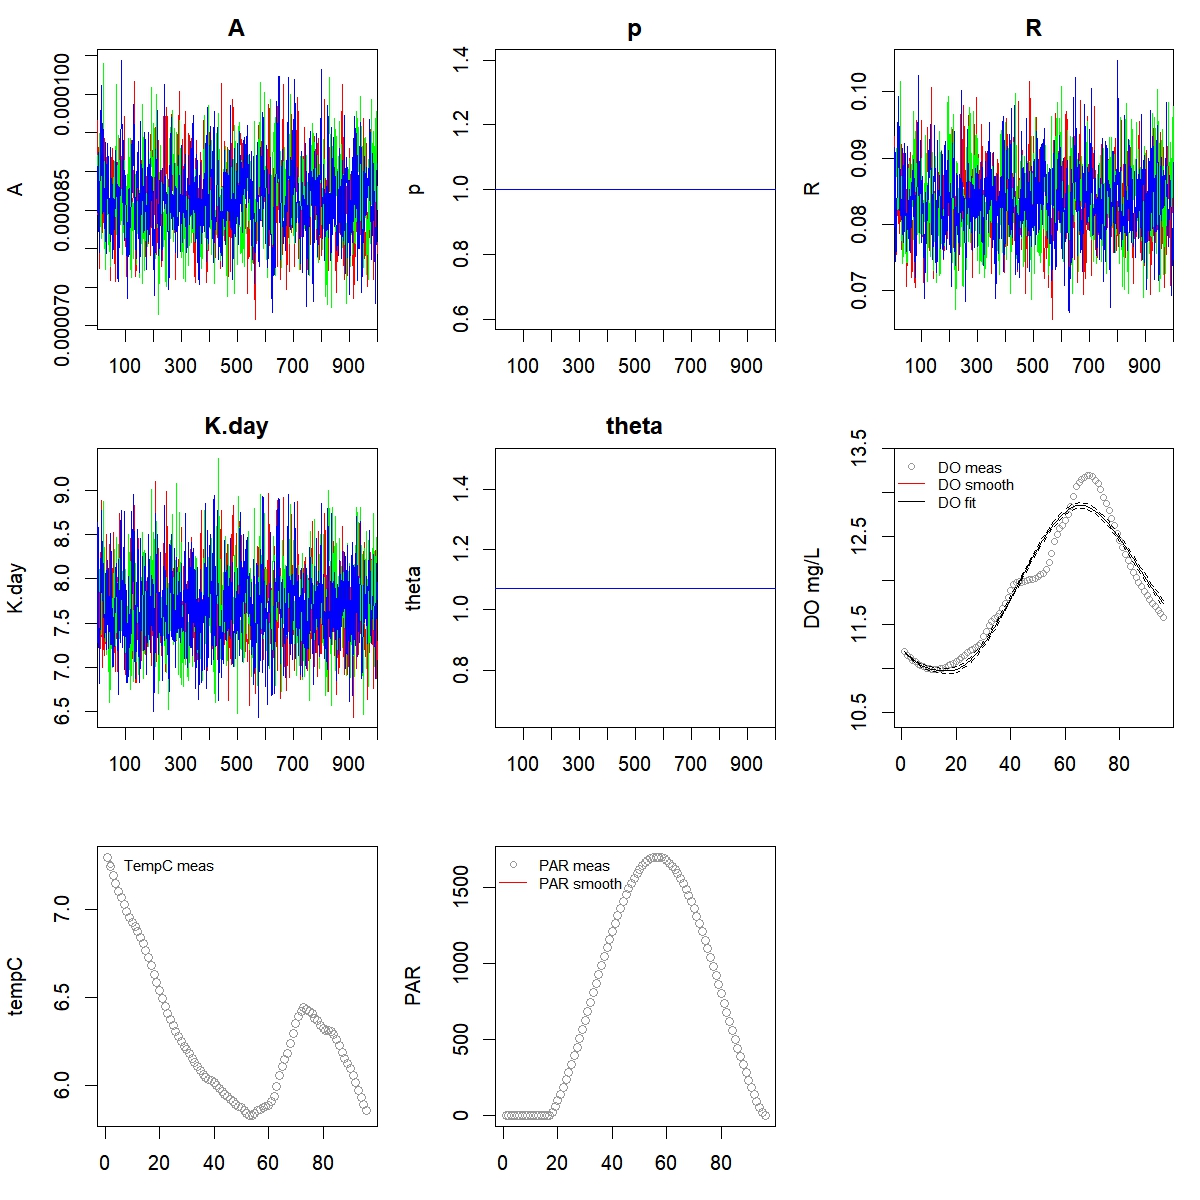 A
A
0.000070 0.000085 0.000100
100 300 500 700 900
p
p
0.6 0.8 1.0 1.2 1.4
100 300 500 700 900
R
R
0.07 0.08 0.09 0.10
100 300 500 700 900
K.day
K.day
6.5 7.0 7.5 8.0 8.5 9.0
100 300 500 700 900
theta
theta
0.8 1.0 1.2 1.4
100 300 500 700 900
DO mg/L
10.5 11.5 12.5 13.5
DO meas
DO smooth
DO fit
0 20 40 60 80
tempC
6.0 6.5 7.0
TempC meas
0 20 40 60 80
PAR
0 500 1000 1500
PAR meas
PAR smooth
0 20 40 60 80